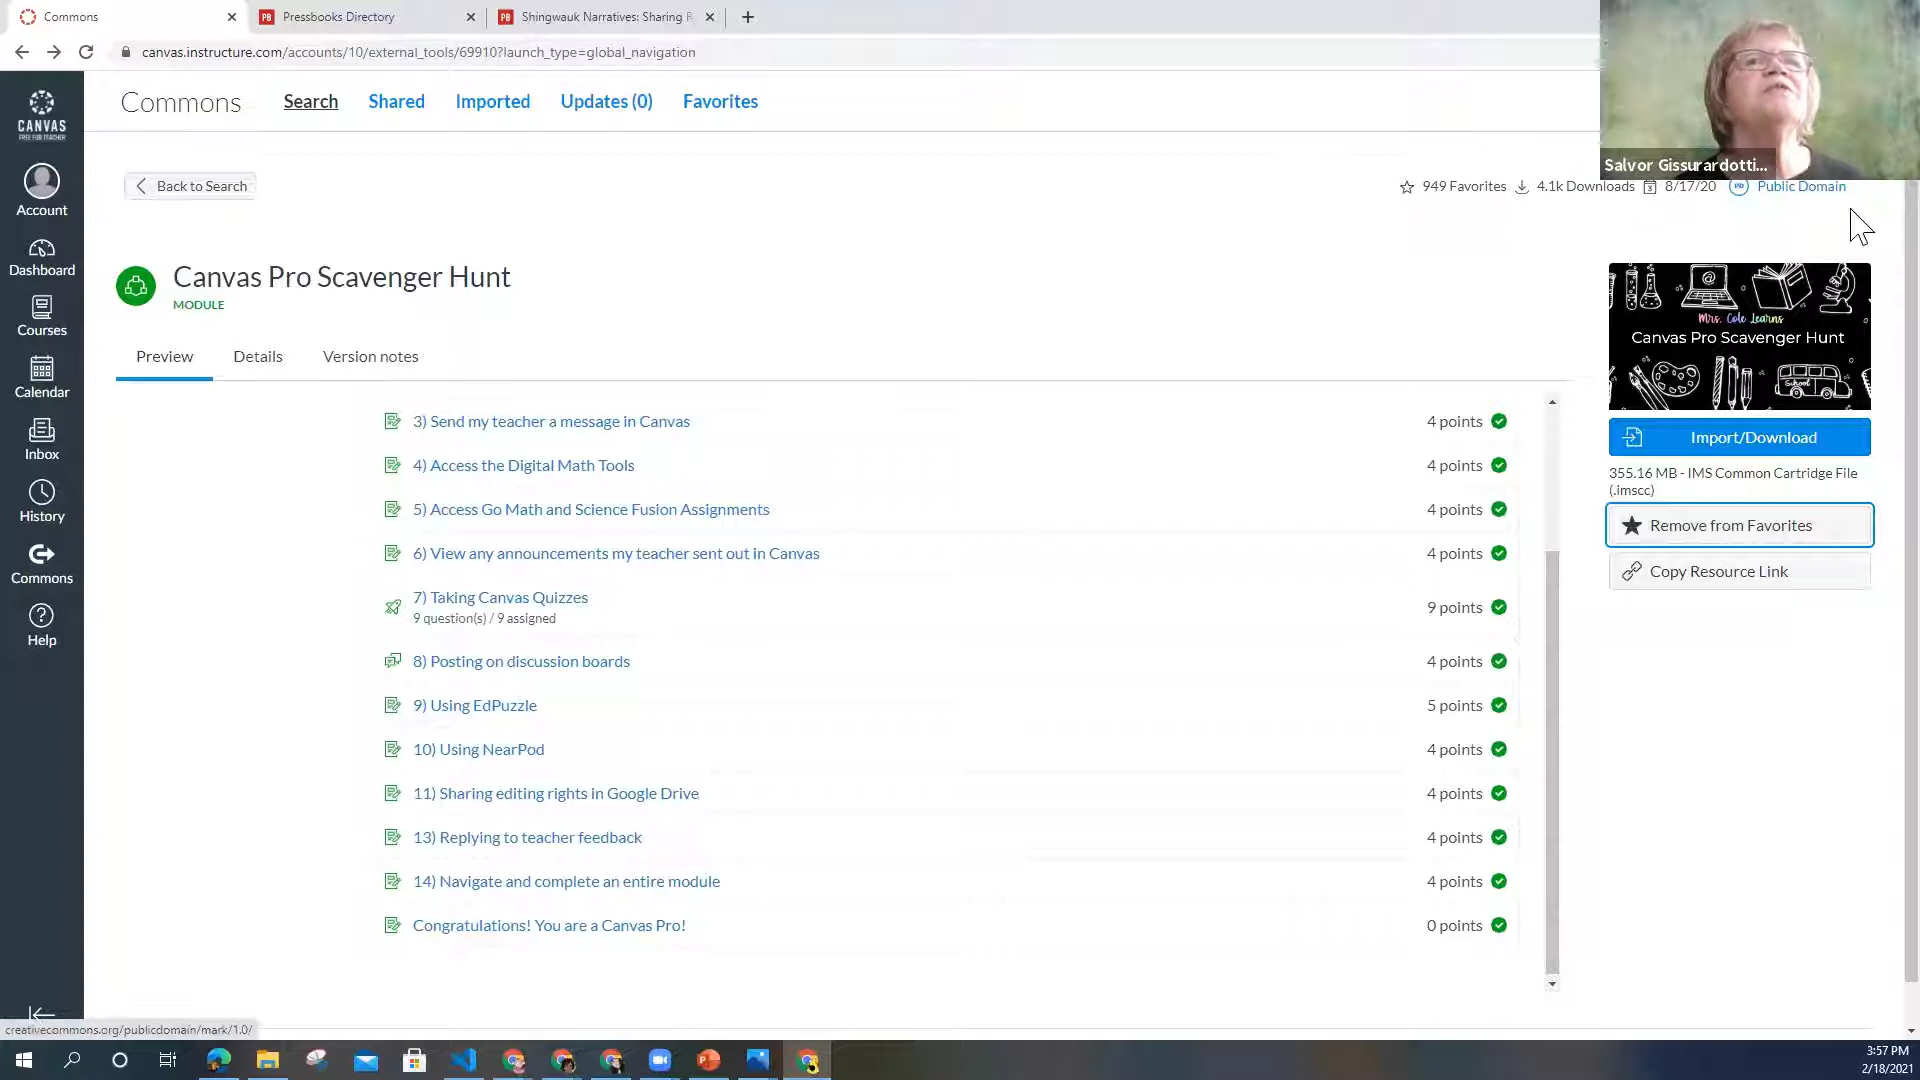 Commons
Pressbooks Directory
Shingwauk Narratives: Sharing R
canvas.instructure.com/accounts/10/external_tools/69910?launch_type=global_navigation
CANVAS
FREE FOR TEACHER
Account
Dashboard
Courses
Calendar
Inbox
History
Commons
Help
Commons
Search
Shared
Imported
Updates (0)
Favorites
Salvor Gissurardotti...
Back to Search
949 Favorites
4.1k Downloads
8/17/20
Public Domain
Canvas Pro Scavenger Hunt
MODULE
Preview
Details
Version notes
3) Send my teacher a message in Canvas
4 points
4) Access the Digital Math Tools
4 points
5) Access Go Math and Science Fusion Assignments
4 points
6) View any announcements my teacher sent out in Canvas
4 points
7) Taking Canvas Quizzes
9 question(s) / 9 assigned
9 points
8) Posting on discussion boards
4 points
9) Using EdPuzzle
5 points
10) Using NearPod
4 points
11) Sharing editing rights in Google Drive
4 points
13) Replying to teacher feedback
4 points
14) Navigate and complete an entire module
4 points
Congratulations! You are a Canvas Pro!
0 points
Mrs. Cole Learns
Canvas Pro Scavenger Hunt
School
Import/Download
355.16 MB - IMS Common Cartridge File
(.imscc)
Remove from Favorites
Copy Resource Link
creativecommons.org/publicdomain/mark/1.0/
3:57 PM
2/18/2021